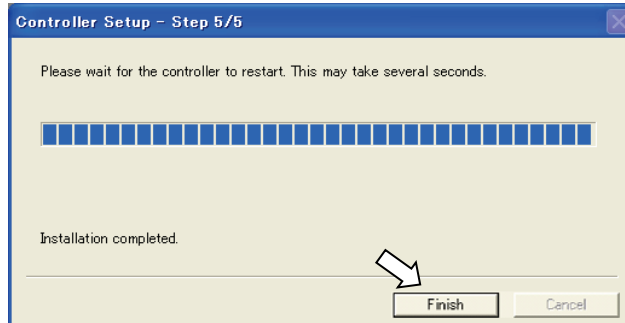 Controller Setup - Step 5/5
Please wait for the controller to restart. This may take several seconds.
Installation completed.
Finish
Cancel